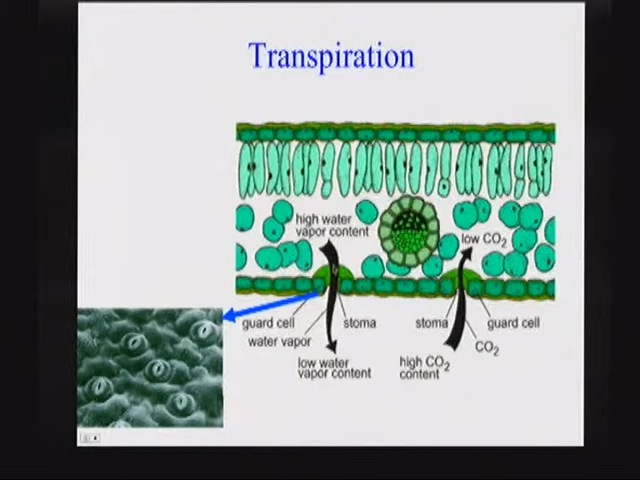 Transpiration
high water
vapor content
low CO2
guard cell
stoma
stoma
guard cell
water vapor
CO2
low water
vapor content
high CO2
content